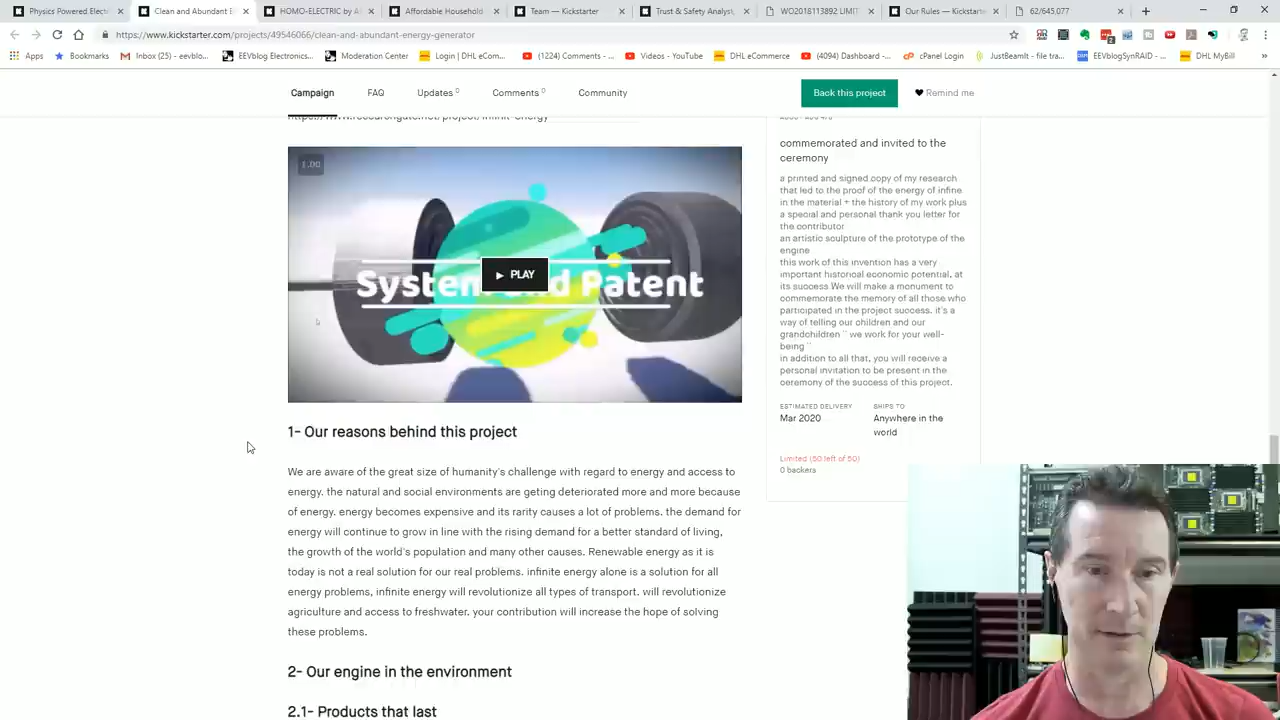 Physics Powered Elect
Clean and Abundant E
HOMO-ELECTRIC by A
Affordable Household
Team — Kickstarter
Trust & Safety Analys
WO2018113892 LIMIT
Our Rules — Kickstarte
62/645.077
https://www.kickstarter.com/projects/49546066/clean-and-abundant-energy-generator
Apps
Bookmarks
Inbox (25) - eevblo...
EEVblog Electronics...
Login | DHL eCom...
(1224) Comments -...
Videos - YouTube
DHL eCommerce
(4094) Dashboard -...
cPanel Login
JustBeamIt - file tra...
EEVblogSynRAID -...
DHL MyBill
Campaign
FAQ
Updates 0
Comments 0
Community
Back this project
Remind me
https://www.researchgate.net/project/Infinit-energy
System and Patent
PLAY
1- Our reasons behind this project
We are aware of the great size of humanity's challenge with regard to energy and access to
energy. the natural and social environments are geting deteriorated more and more because
of energy. energy becomes expensive and its rarity causes a lot of problems. the demand for
energy will continue to grow in line with the rising demand for a better standard of living,
the growth of the world's population and many other causes. Renewable energy as it is
today is not a real solution for our real problems. infinite energy alone is a solution for all
energy problems, infinite energy will revolutionize all types of transport. will revolutionize
agriculture and access to freshwater. your contribution will increase the hope of solving
these problems.
2- Our engine in the environment
2.1- Products that last
commemorated and invited to the
ceremony
a printed and signed copy of my research
that led to the proof of the energy of infine
in the material + the history of my work plus
a special and personal thank you letter for
the contributor
an artistic sculpture of the prototype of the
engine
this work of this invention has a very
important historical economic potential, at
its success We will make a monument to
commemorate the memory of all those who
participated in the project success. it's a
way of telling our children and our
grandchildren `` we work for your well-
being ``
in addition to all that, you will receive a
personal invitation to be present in the
ceremony of the success of this project.
ESTIMATED DELIVERY
Mar 2020
SHIPS TO
Anywhere in the
world
Limited (50 left of 50)
0 backers